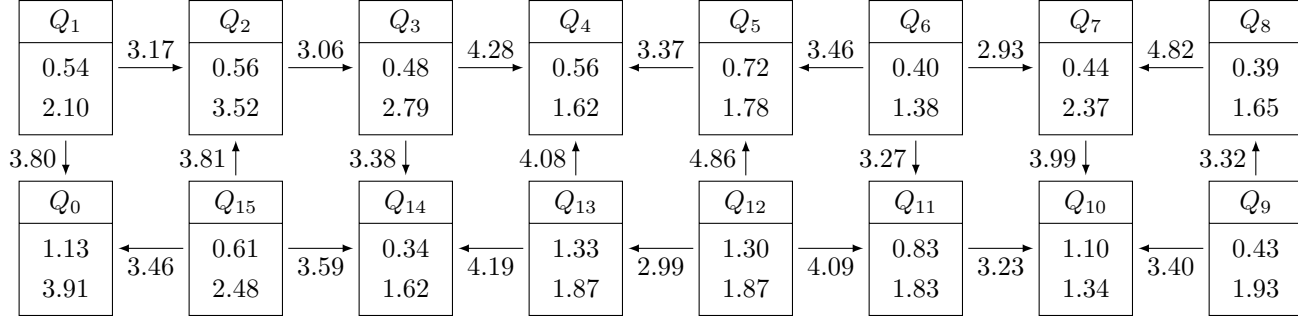 Q₁ Q₂ Q₃ Q₄ Q₅ Q₆ Q₇ Q₈
3.17 3.06 4.28 3.37 3.46 2.93 4.82
0.54 0.56 0.48 0.56 0.72 0.40 0.44 0.39
2.10 3.52 2.79 1.62 1.78 1.38 2.37 1.65
3.80 3.81 3.38 4.08 4.86 3.27 3.99 3.32
Q₀ Q₁₅ Q₁₄ Q₁₃ Q₁₂ Q₁₁ Q₁₀ Q₉
1.13 0.61 0.34 1.33 1.30 0.83 1.10 0.43
3.46 3.59 4.19 2.99 4.09 3.23 3.40
3.91 2.48 1.62 1.87 1.87 1.83 1.34 1.93